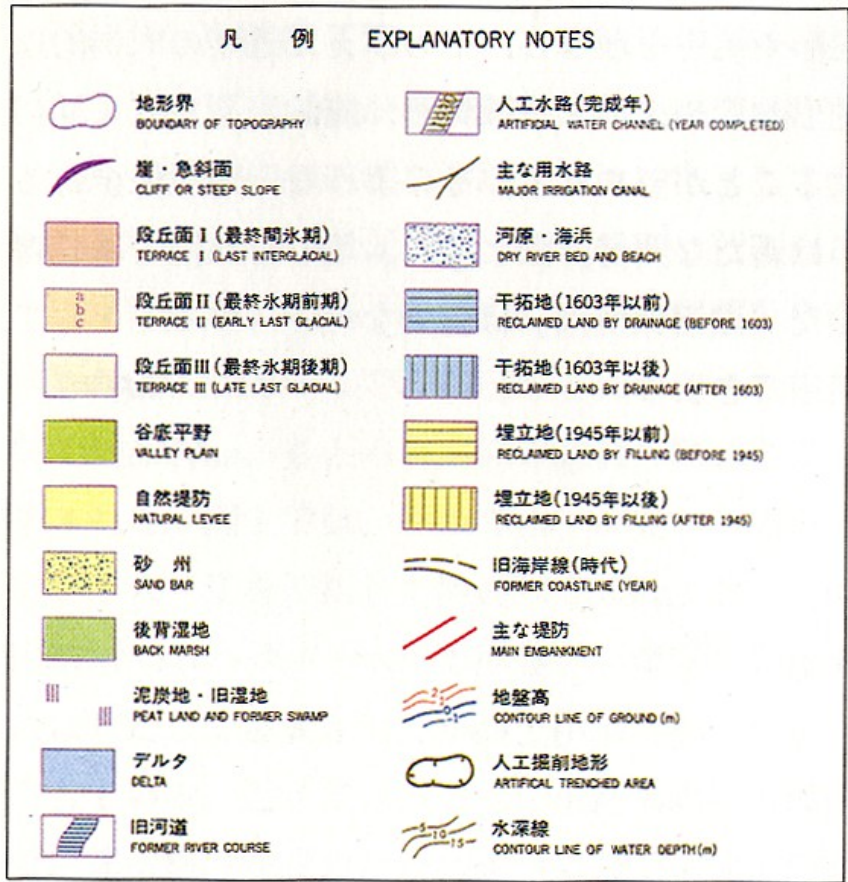 凡 例 EXPLANATORY NOTES
地形界
BOUNDARY OF TOPOGRAPHY
崖・急斜面
CLIFF OR STEEP SLOPE
段丘面 I (最終間氷期)
TERRACE I (LAST INTERGLACIAL)
a
b
c
段丘面II (最終氷期前期)
TERRACE II (EARLY LAST GLACIAL)
段丘面III (最終氷期後期)
TERRACE III (LATE LAST GLACIAL)
谷底平野
VALLEY PLAIN
自然堤防
NATURAL LEVEE
砂 州
SAND BAR
後背湿地
BACK MARSH
泥炭地・旧湿地
PEAT LAND AND FORMER SWAMP
デルタ
DELTA
旧河道
FORMER RIVER COURSE
人工水路(完成年)
ARTIFICIAL WATER CHANNEL (YEAR COMPLETED)
主な用水路
MAJOR IRRIGATION CANAL
河原・海浜
DRY RIVER BED AND BEACH
干拓地(1603年以前)
RECLAIMED LAND BY DRAINAGE (BEFORE 1603)
干拓地(1603年以後)
RECLAIMED LAND BY DRAINAGE (AFTER 1603)
埋立地(1945年以前)
RECLAIMED LAND BY FILLING (BEFORE 1945)
埋立地(1945年以後)
RECLAIMED LAND BY FILLING (AFTER 1945)
旧海岸線(時代)
FORMER COASTLINE (YEAR)
主な堤防
MAIN EMBANKMENT
2
1
0
-1
地盤高
CONTOUR LINE OF GROUND (m)
人工掘削地形
ARTIFICAL TRENCHED AREA
-5
-10
-15
水深線
CONTOUR LINE OF WATER DEPTH (m)